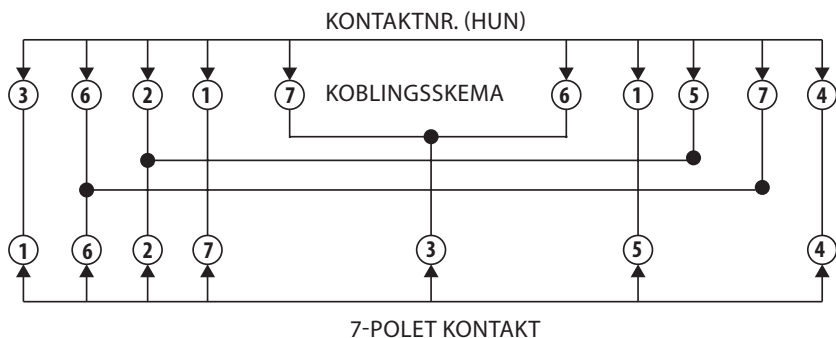 KONTAKTNR. (HUN)
3 6 2 1 7 KOBLINGSSKEMA 6 1 5 7 4
1 6 2 7 3 5 4
7-POLET KONTAKT